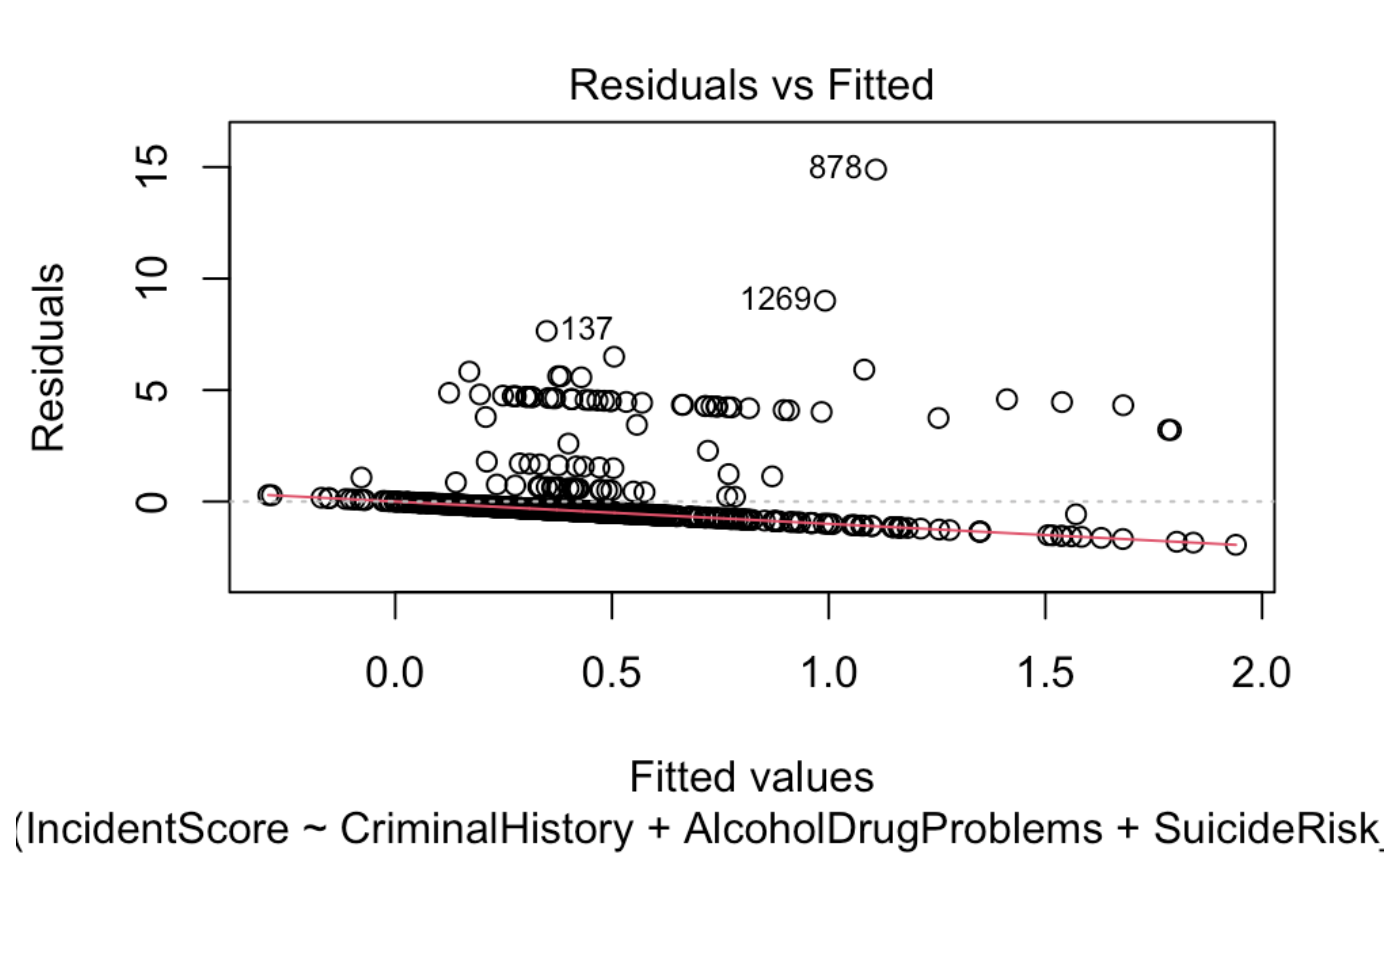 Residuals vs Fitted
Residuals
15
10
5
0
878
1269
137
0.0 0.5 1.0 1.5 2.0
Fitted values
(IncidentScore ~ CriminalHistory + AlcoholDrugProblems + SuicideRisk_